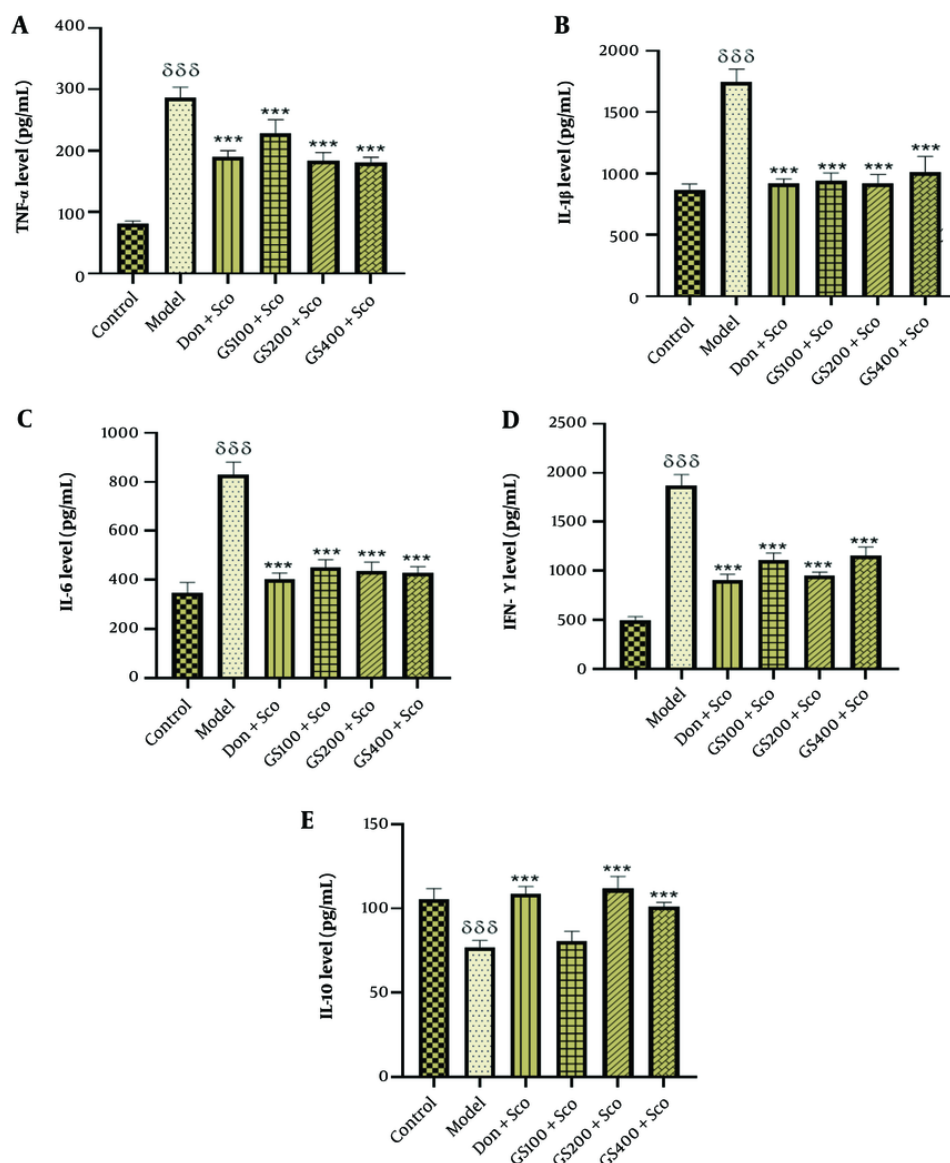 A
TNF-α level (pg/mL)
400
300
200
100
0
δδδ
***
***
***
***
Control
Model
Don + Sco
GS100 + Sco
GS200 + Sco
GS400 + Sco
B
IL-1β level (pg/mL)
2000
1500
1000
500
0
δδδ
***
***
***
***
Control
Model
Don + Sco
GS100 + Sco
GS200 + Sco
GS400 + Sco
C
IL-6 level (pg/mL)
1000
800
600
400
200
0
δδδ
***
***
***
***
Control
Model
Don + Sco
GS100 + Sco
GS200 + Sco
GS400 + Sco
D
IFN- ϒ level (pg/mL)
2500
2000
1500
1000
500
0
δδδ
***
***
***
***
Model
Don + Sco
GS100 + Sco
GS200 + Sco
GS400 + Sco
E
IL-10 level (pg/mL)
150
100
50
0
δδδ
***
***
***
Control
Model
Don + Sco
GS100 + Sco
GS200 + Sco
GS400 + Sco